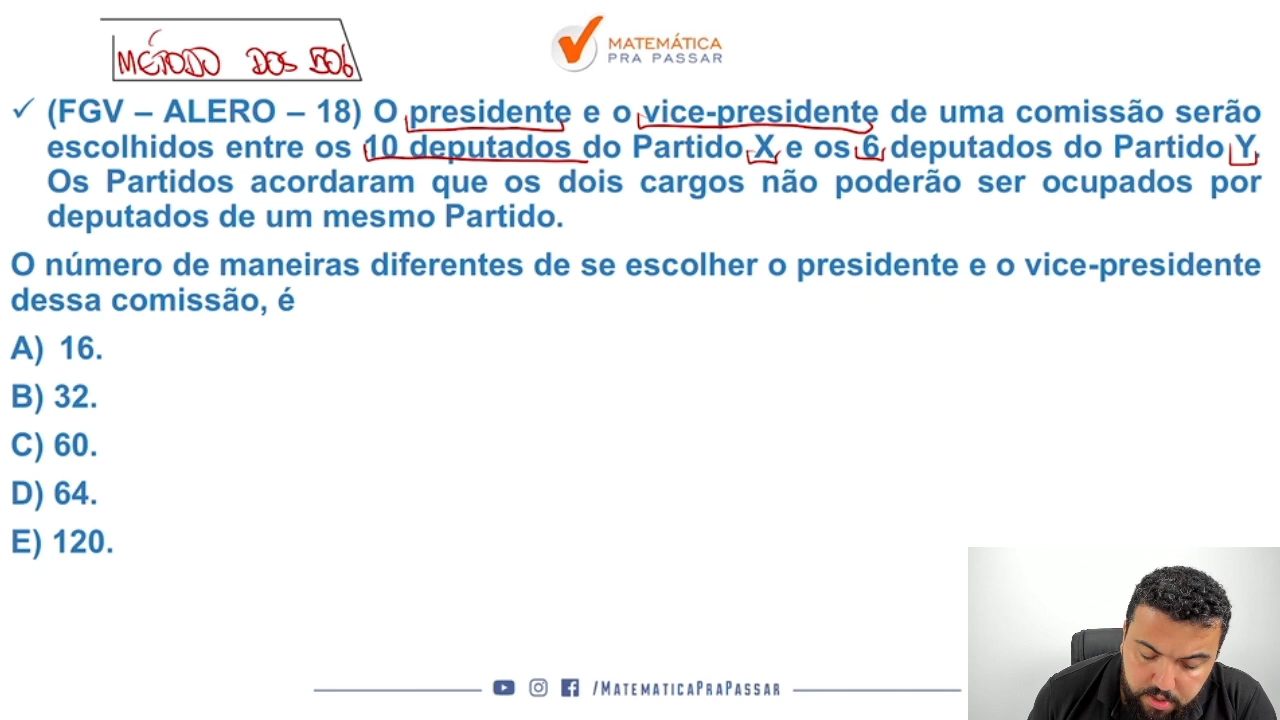 MÉTODO DOS 50%
MATEMÁTICA
PRA PASSAR
✓ (FGV – ALERO – 18) O presidente e o vice-presidente de uma comissão serão
escolhidos entre os 10 deputados do Partido X e os 6 deputados do Partido Y.
Os Partidos acordaram que os dois cargos não poderão ser ocupados por
deputados de um mesmo Partido.
O número de maneiras diferentes de se escolher o presidente e o vice-presidente
dessa comissão, é
A) 16.
B) 32.
C) 60.
D) 64.
E) 120.
/MATEMATICAPRAPASSAR